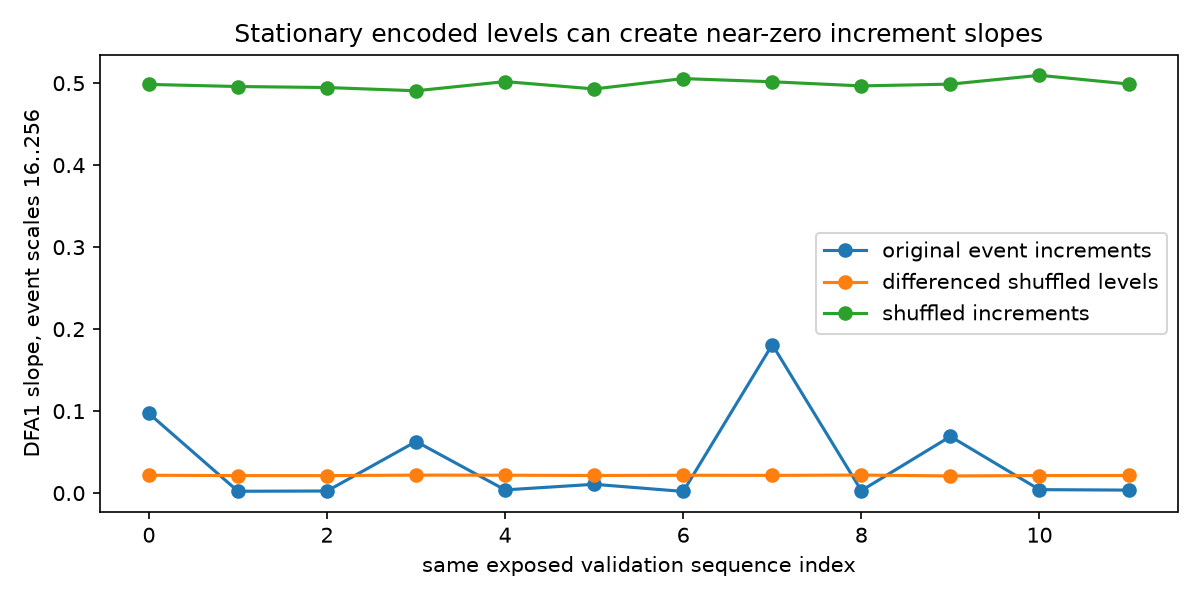 Stationary encoded levels can create near-zero increment slopes
DFA1 slope, event scales 16..256
0.5
0.4
0.3
0.2
0.1
0.0
original event increments
differenced shuffled levels
shuffled increments
0
2
4
6
8
10
same exposed validation sequence index